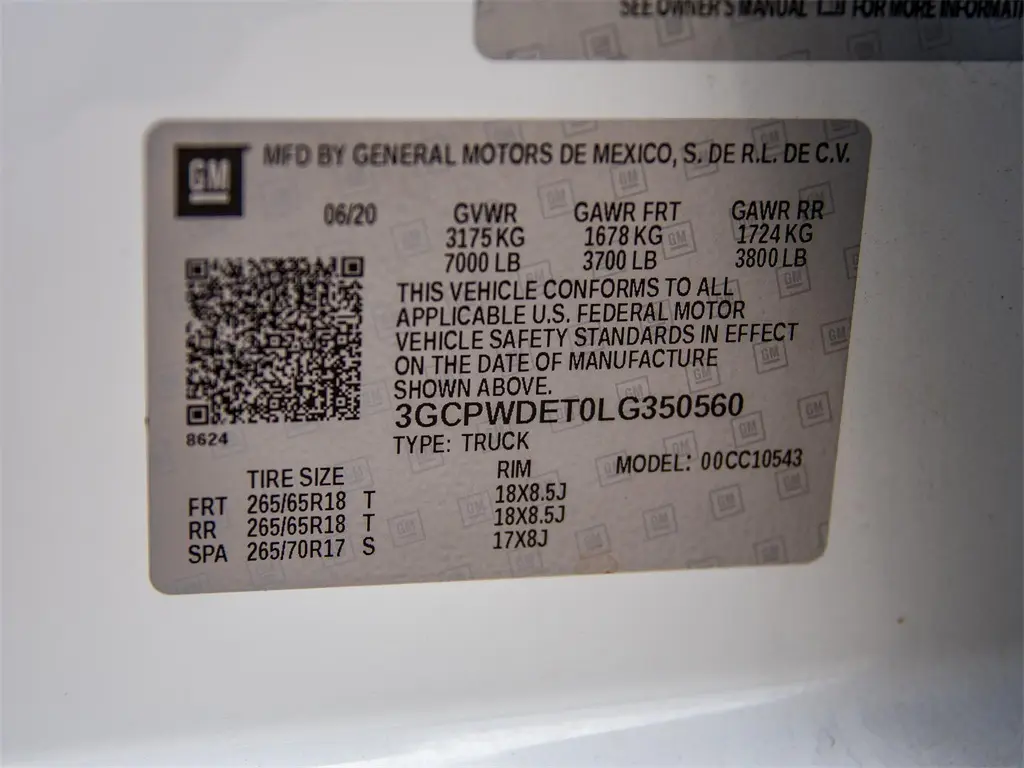 SEE OWNER'S MANUAL FOR MORE INFORMATI
GM MFD BY GENERAL MOTORS DE MEXICO, S. DE R.L. DE C.V.
06/20 GVWR GAWR FRT GAWR RR
3175 KG 1678 KG 1724 KG
7000 LB 3700 LB 3800 LB
THIS VEHICLE CONFORMS TO ALL
APPLICABLE U.S. FEDERAL MOTOR
VEHICLE SAFETY STANDARDS IN EFFECT
ON THE DATE OF MANUFACTURE
SHOWN ABOVE.
3GCPWDET0LG350560
8624
TYPE: TRUCK
MODEL: 00CC10543
TIRE SIZE RIM
FRT 265/65R18 T 18X8.5J
RR 265/65R18 T 18X8.5J
SPA 265/70R17 S 17X8J